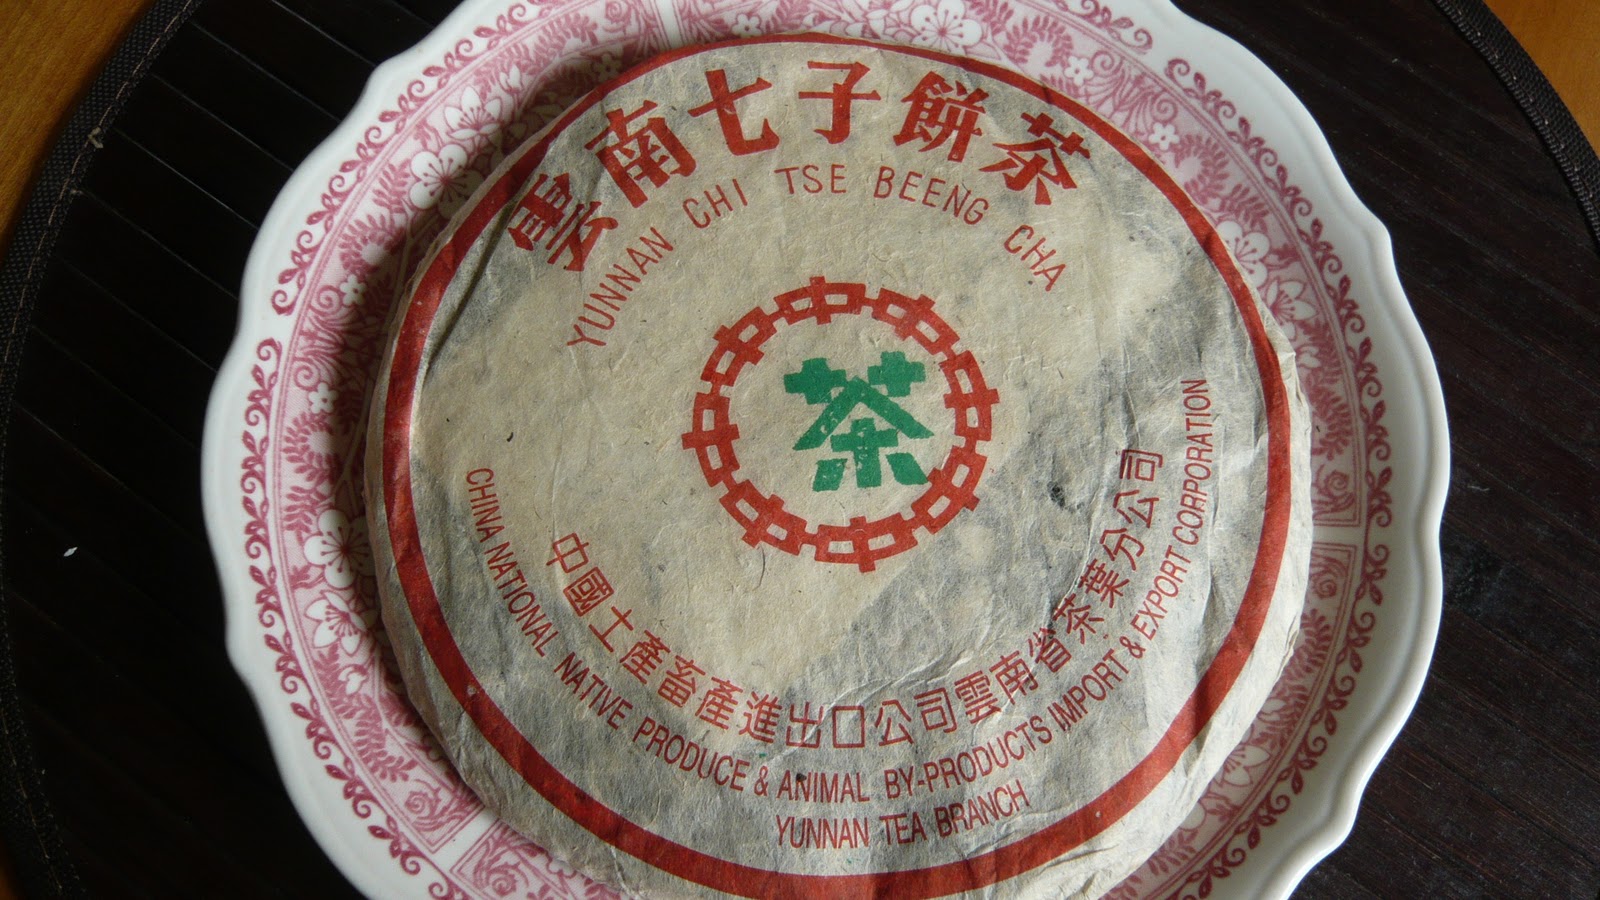 雲南七子餅茶
YUNNAN CHI TSE BEENG CHA
茶
中國土產畜產進出口公司雲南省茶葉分公司
CHINA NATIONAL NATIVE PRODUCE & ANIMAL BY-PRODUCTS IMPORT & EXPORT CORPORATION
YUNNAN TEA BRANCH